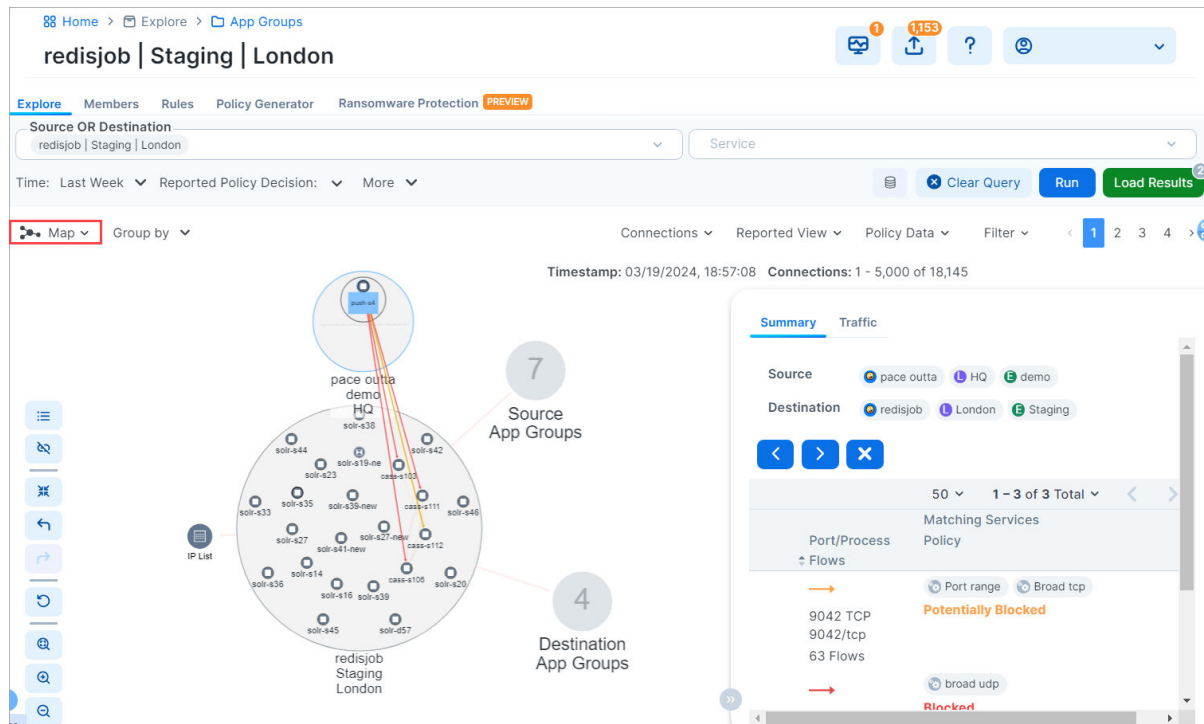 Home > Explore > App Groups
1
1,153
redisjob | Staging | London
?
Explore Members Rules Policy Generator Ransomware Protection PREVIEW
Source OR Destination
redisjob | Staging | London
Service
Time: Last Week Reported Policy Decision: More
Clear Query
Run
Load Results
2
Map Group by
Connections Reported View Policy Data Filter < 1 2 3 4 >
Timestamp: 03/19/2024, 18:57:08 Connections: 1 - 5,000 of 18,145
push-s4
pace outta
demo
HQ
7
Source
App Groups
solr-s38
solr-s44
solr-s42
solr-s19-ne
solr-s23
cass-s103
solr-s35
solr-s39-new
cass-s111
solr-s33
solr-s46
solr-s27
solr-s27-new
cass-s112
solr-s41-new
IP List
solr-s14
cass-s106
solr-s36
solr-s20
solr-s16
solr-s39
solr-s45
solr-d57
redisjob
Staging
London
4
Destination
App Groups
Summary Traffic
Source pace outta L HQ E demo
Destination redisjob L London E Staging
50 1 – 3 of 3 Total
Port/Process
Flows
Matching Services
Policy
Port range Broad tcp
Potentially Blocked
9042 TCP
9042/tcp
63 Flows
broad udp
Blocked